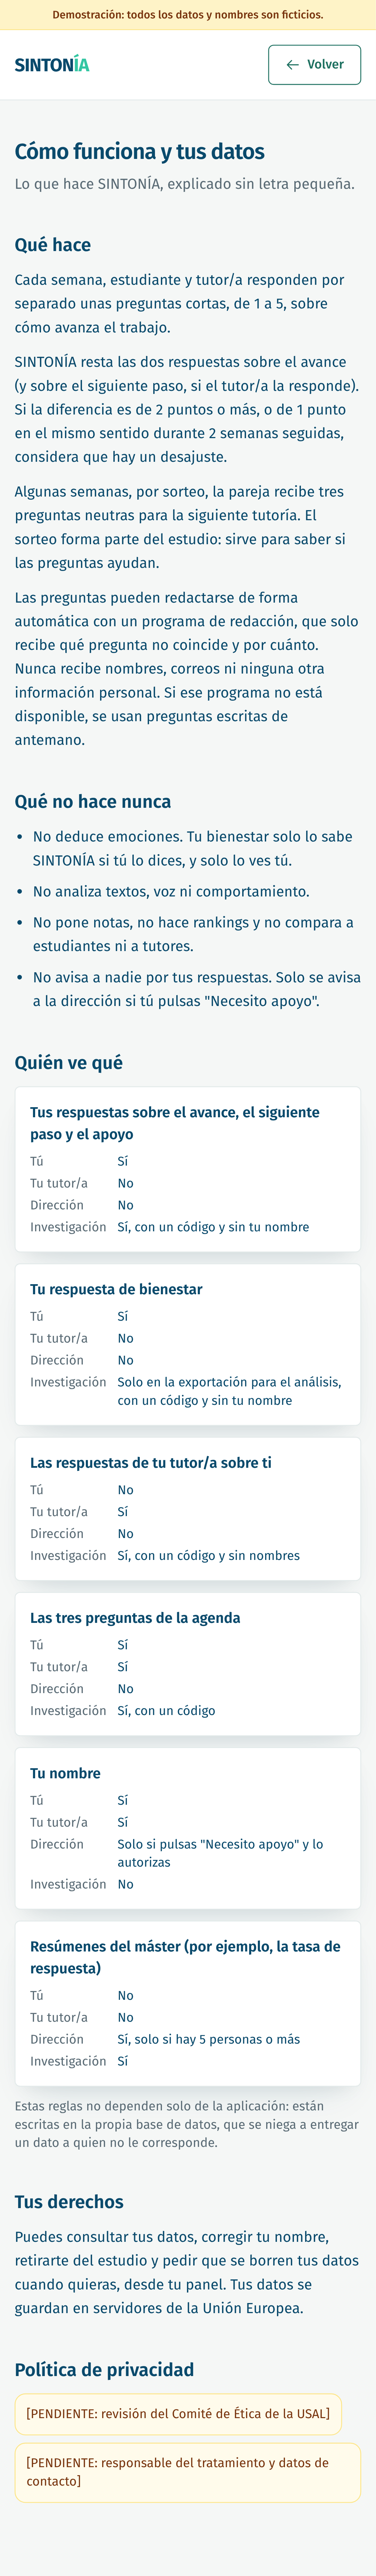 Demostración: todos los datos y nombres son ficticios.
SINTONÍA
← Volver
Cómo funciona y tus datos
Lo que hace SINTONÍA, explicado sin letra pequeña.
Qué hace
Cada semana, estudiante y tutor/a responden por
separado unas preguntas cortas, de 1 a 5, sobre
cómo avanza el trabajo.
SINTONÍA resta las dos respuestas sobre el avance
(y sobre el siguiente paso, si el tutor/a la responde).
Si la diferencia es de 2 puntos o más, o de 1 punto
en el mismo sentido durante 2 semanas seguidas,
considera que hay un desajuste.
Algunas semanas, por sorteo, la pareja recibe tres
preguntas neutras para la siguiente tutoría. El
sorteo forma parte del estudio: sirve para saber si
las preguntas ayudan.
Las preguntas pueden redactarse de forma
automática con un programa de redacción, que solo
recibe qué pregunta no coincide y por cuánto.
Nunca recibe nombres, correos ni ninguna otra
información personal. Si ese programa no está
disponible, se usan preguntas escritas de
antemano.
Qué no hace nunca
• No deduce emociones. Tu bienestar solo lo sabe
SINTONÍA si tú lo dices, y solo lo ves tú.
• No analiza textos, voz ni comportamiento.
• No pone notas, no hace rankings y no compara a
estudiantes ni a tutores.
• No avisa a nadie por tus respuestas. Solo se avisa
a la dirección si tú pulsas "Necesito apoyo".
Quién ve qué
Tus respuestas sobre el avance, el siguiente
paso y el apoyo
Tú Sí
Tu tutor/a No
Dirección No
Investigación Sí, con un código y sin tu nombre
Tu respuesta de bienestar
Tú Sí
Tu tutor/a No
Dirección No
Investigación Solo en la exportación para el análisis,
con un código y sin tu nombre
Las respuestas de tu tutor/a sobre ti
Tú No
Tu tutor/a Sí
Dirección No
Investigación Sí, con un código y sin nombres
Las tres preguntas de la agenda
Tú Sí
Tu tutor/a Sí
Dirección No
Investigación Sí, con un código
Tu nombre
Tú Sí
Tu tutor/a Sí
Dirección Solo si pulsas "Necesito apoyo" y lo
autorizas
Investigación No
Resúmenes del máster (por ejemplo, la tasa de
respuesta)
Tú No
Tu tutor/a No
Dirección Sí, solo si hay 5 personas o más
Investigación Sí
Estas reglas no dependen solo de la aplicación: están
escritas en la propia base de datos, que se niega a entregar
un dato a quien no le corresponde.
Tus derechos
Puedes consultar tus datos, corregir tu nombre,
retirarte del estudio y pedir que se borren tus datos
cuando quieras, desde tu panel. Tus datos se
guardan en servidores de la Unión Europea.
Política de privacidad
[PENDIENTE: revisión del Comité de Ética de la USAL]
[PENDIENTE: responsable del tratamiento y datos de
contacto]